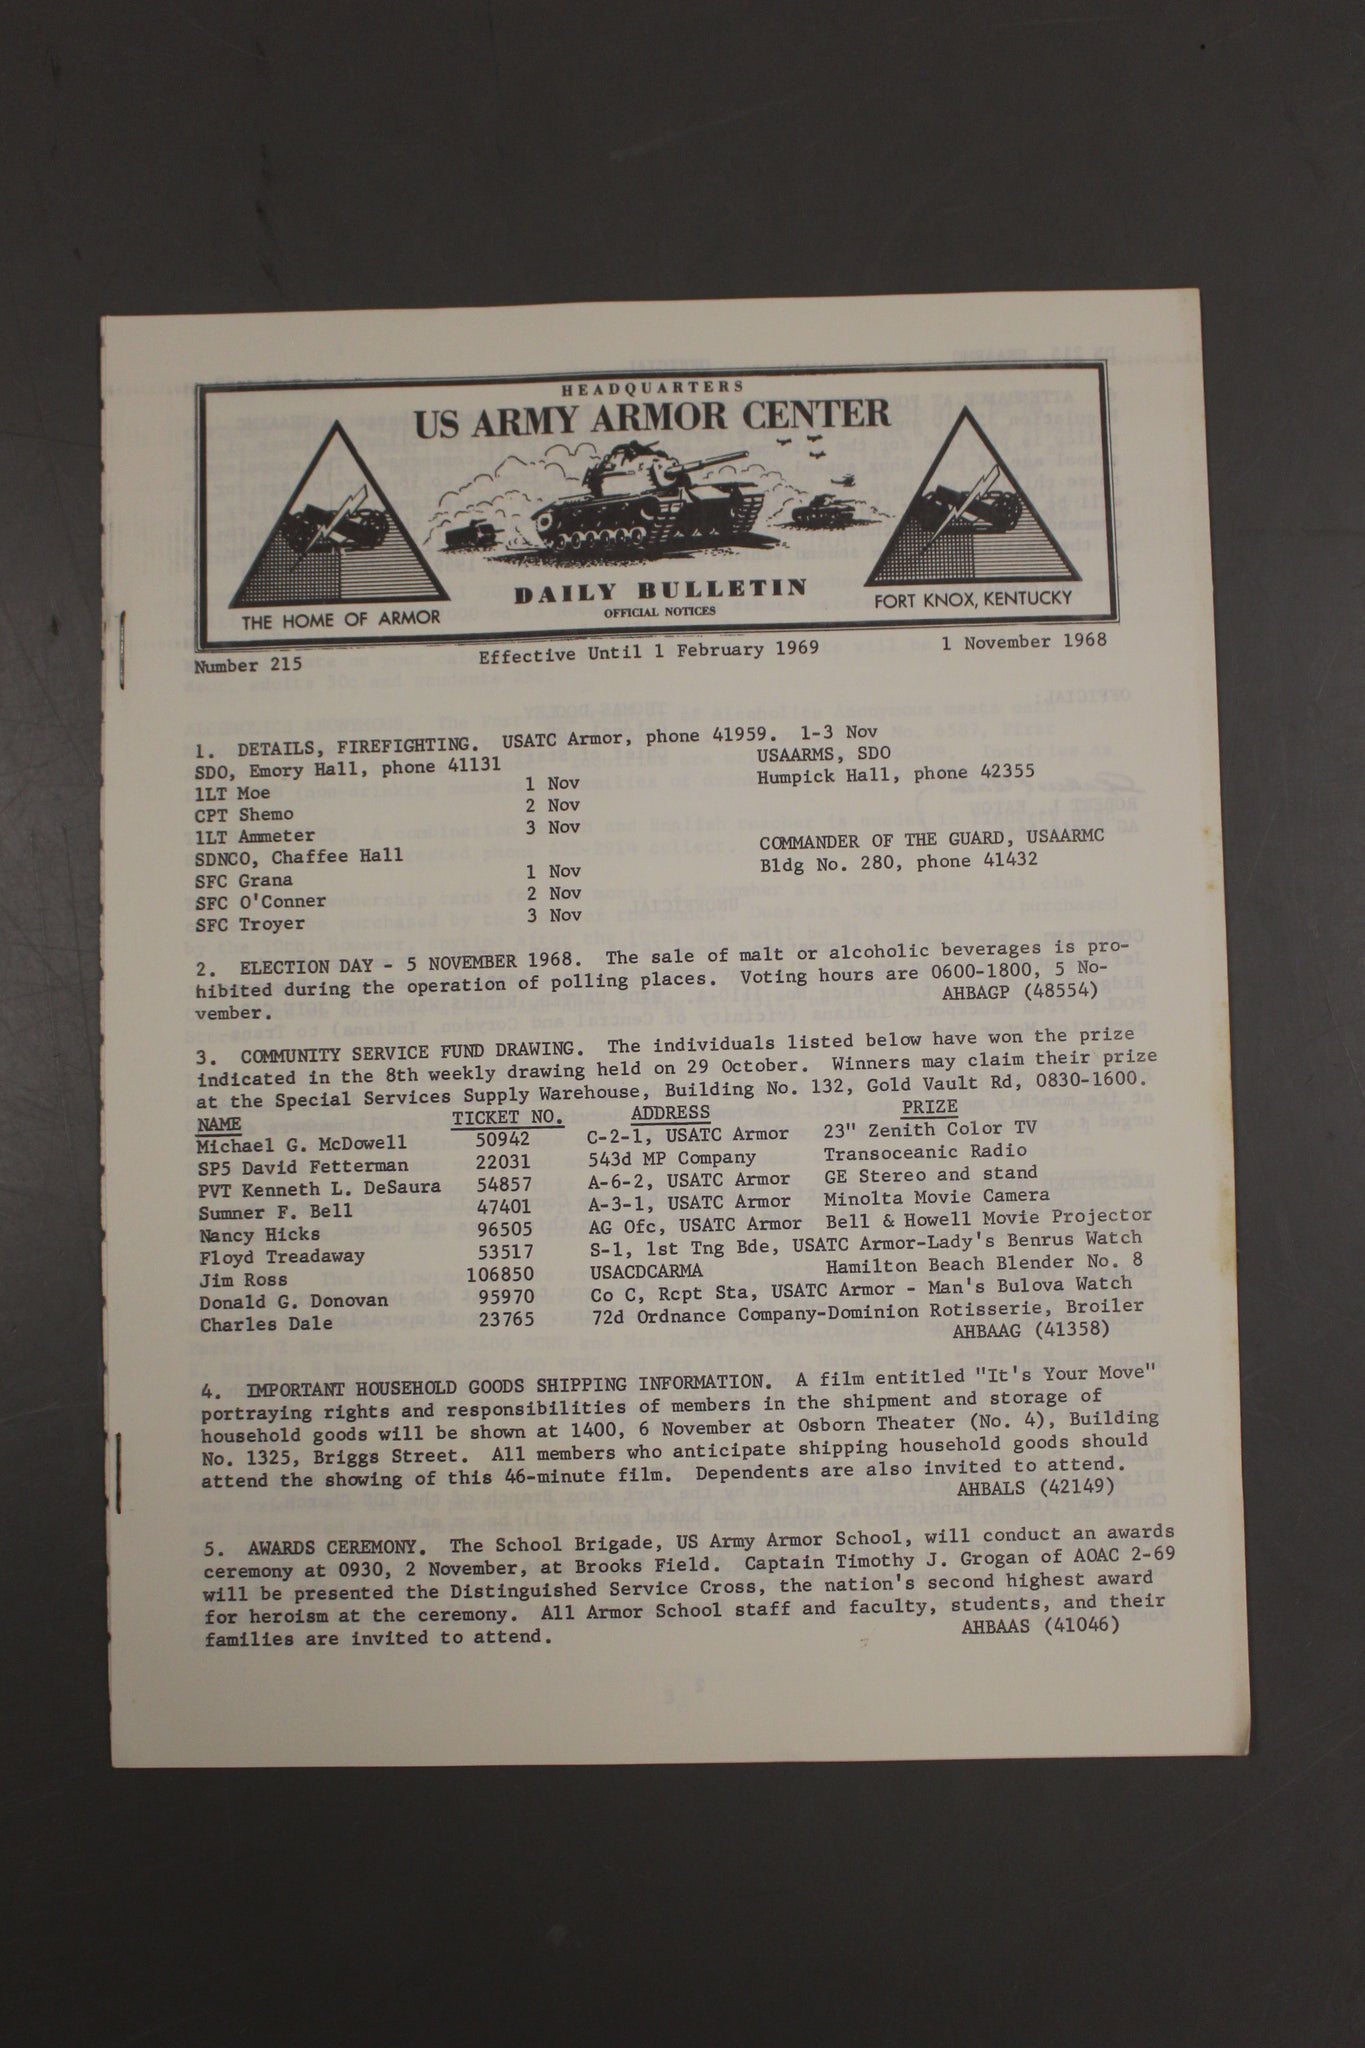 HEADQUARTERS
US ARMY ARMOR CENTER
DAILY BULLETIN
OFFICIAL NOTICES
THE HOME OF ARMOR
FORT KNOX, KENTUCKY
Number 215 Effective Until 1 February 1969 1 November 1968
1. DETAILS, FIREFIGHTING. USATC Armor, phone 41959. 1-3 Nov
SDO, Emory Hall, phone 41131 USAARMS, SDO
1LT Moe 1 Nov Humpick Hall, phone 42355
CPT Shemo 2 Nov
1LT Ammeter 3 Nov
SDNCO, Chaffee Hall COMMANDER OF THE GUARD, USAARMC
SFC Grana 1 Nov Bldg No. 280, phone 41432
SFC O'Conner 2 Nov
SFC Troyer 3 Nov
2. ELECTION DAY - 5 NOVEMBER 1968. The sale of malt or alcoholic beverages is pro-
hibited during the operation of polling places. Voting hours are 0600-1800, 5 No-
vember. AHBAGP (48554)
3. COMMUNITY SERVICE FUND DRAWING. The individuals listed below have won the prize
indicated in the 8th weekly drawing held on 29 October. Winners may claim their prize
at the Special Services Supply Warehouse, Building No. 132, Gold Vault Rd, 0830-1600.
NAME TICKET NO. ADDRESS PRIZE
Michael G. McDowell 50942 C-2-1, USATC Armor 23" Zenith Color TV
SP5 David Fetterman 22031 543d MP Company Transoceanic Radio
PVT Kenneth L. DeSaura 54857 A-6-2, USATC Armor GE Stereo and stand
Sumner F. Bell 47401 A-3-1, USATC Armor Minolta Movie Camera
Nancy Hicks 96505 AG Ofc, USATC Armor Bell & Howell Movie Projector
Floyd Treadaway 53517 S-1, 1st Tng Bde, USATC Armor-Lady's Benrus Watch
Jim Ross 106850 USACDCARMA Hamilton Beach Blender No. 8
Donald G. Donovan 95970 Co C, Rcpt Sta, USATC Armor - Man's Bulova Watch
Charles Dale 23765 72d Ordnance Company-Dominion Rotisserie, Broiler
AHBAAG (41358)
4. IMPORTANT HOUSEHOLD GOODS SHIPPING INFORMATION. A film entitled "It's Your Move"
portraying rights and responsibilities of members in the shipment and storage of
household goods will be shown at 1400, 6 November at Osborn Theater (No. 4), Building
No. 1325, Briggs Street. All members who anticipate shipping household goods should
attend the showing of this 46-minute film. Dependents are also invited to attend.
AHBALS (42149)
5. AWARDS CEREMONY. The School Brigade, US Army Armor School, will conduct an awards
ceremony at 0930, 2 November, at Brooks Field. Captain Timothy J. Grogan of AOAC 2-69
will be presented the Distinguished Service Cross, the nation's second highest award
for heroism at the ceremony. All Armor School staff and faculty, students, and their
families are invited to attend. AHBAAS (41046)